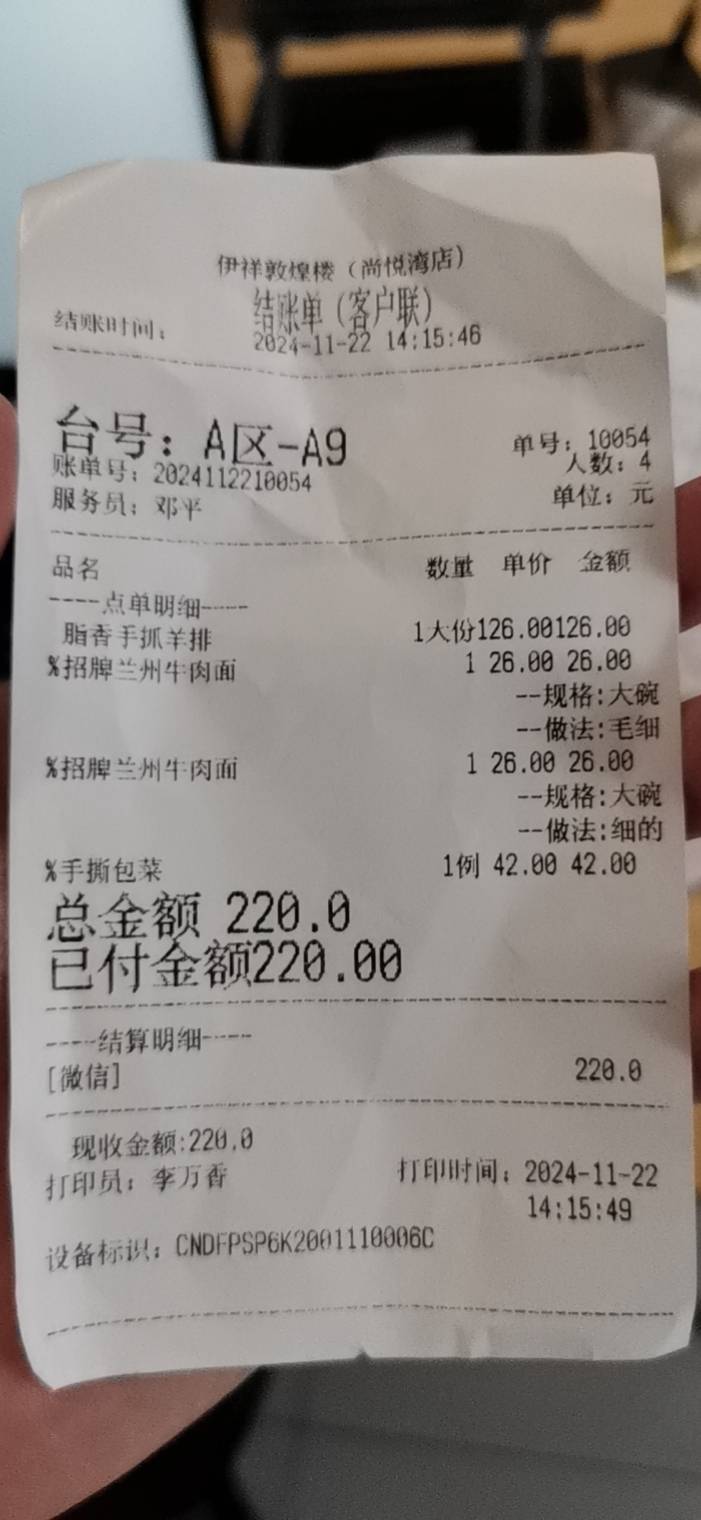 伊祥敦煌楼（尚悦湾店）
结账单（客户联）
结账时间： 2024-11-22 14:15:46
台号：A区-A9 单号：10054
账单号：2024112210054 人数：4
服务员：邓平 单位：元
品名 数量 单价 金额
----点单明细----
脂香手抓羊排 1大份126.00126.00
%招牌兰州牛肉面 1 26.00 26.00
--规格:大碗
--做法:毛细
%招牌兰州牛肉面 1 26.00 26.00
--规格:大碗
--做法:细的
%手撕包菜 1例 42.00 42.00
总金额 220.0
已付金额220.00
----结算明细----
[微信] 220.0
现收金额:220.0
打印员：李万香 打印时间：2024-11-22
14:15:49
设备标识：CNDFPSP6K2001110006C